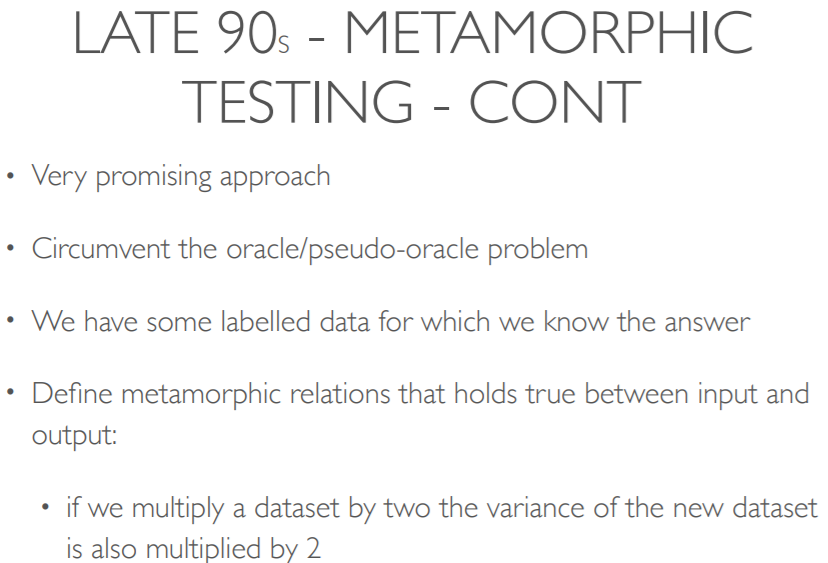 LATE 90s - METAMORPHIC
TESTING - CONT
• Very promising approach
• Circumvent the oracle/pseudo-oracle problem
• We have some labelled data for which we know the answer
• Define metamorphic relations that holds true between input and
output:
• if we multiply a dataset by two the variance of the new dataset
is also multiplied by 2